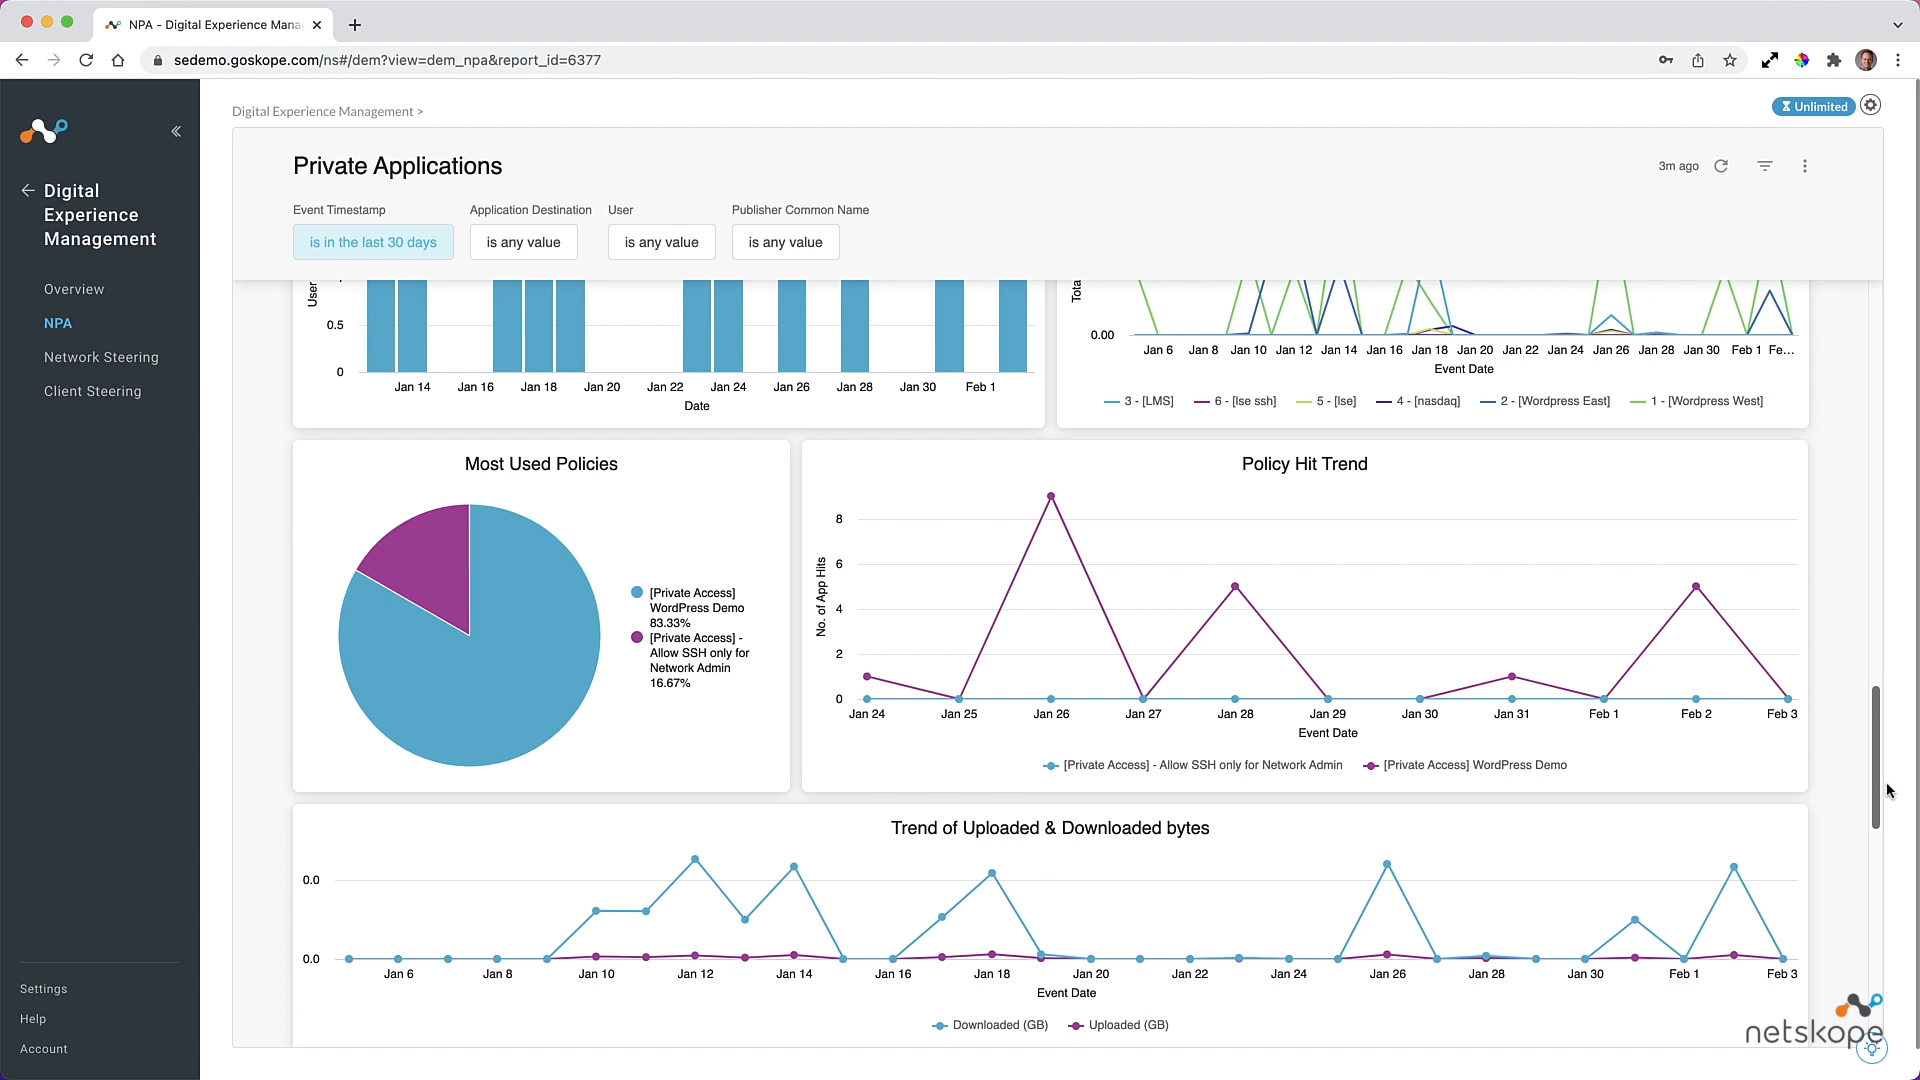 NPA - Digital Experience Mana
sedemo.goskope.com/ns#/dem?view=dem_npa&report_id=6377
Digital Experience Management >
Unlimited
Digital
Experience
Management
Overview
NPA
Network Steering
Client Steering
Settings
Help
Account
Private Applications
3m ago
Event Timestamp
Application Destination
User
Publisher Common Name
is in the last 30 days
is any value
is any value
is any value
User
0.5
0
Jan 14 Jan 16 Jan 18 Jan 20 Jan 22 Jan 24 Jan 26 Jan 28 Jan 30 Feb 1
Date
Tota
0.00
Jan 6 Jan 8 Jan 10 Jan 12 Jan 14 Jan 16 Jan 18 Jan 20 Jan 22 Jan 24 Jan 26 Jan 28 Jan 30 Feb 1 Fe...
Event Date
3 - [LMS] 6 - [lse ssh] 5 - [lse] 4 - [nasdaq] 2 - [Wordpress East] 1 - [Wordpress West]
Most Used Policies
[Private Access]
WordPress Demo
83.33%
[Private Access] -
Allow SSH only for
Network Admin
16.67%
Policy Hit Trend
No. of App Hits
8
6
4
2
0
Jan 24 Jan 25 Jan 26 Jan 27 Jan 28 Jan 29 Jan 30 Jan 31 Feb 1 Feb 2 Feb 3
Event Date
[Private Access] - Allow SSH only for Network Admin [Private Access] WordPress Demo
Trend of Uploaded & Downloaded bytes
0.0
0.0
Jan 6 Jan 8 Jan 10 Jan 12 Jan 14 Jan 16 Jan 18 Jan 20 Jan 22 Jan 24 Jan 26 Jan 28 Jan 30 Feb 1 Feb 3
Event Date
Downloaded (GB) Uploaded (GB)
netskope